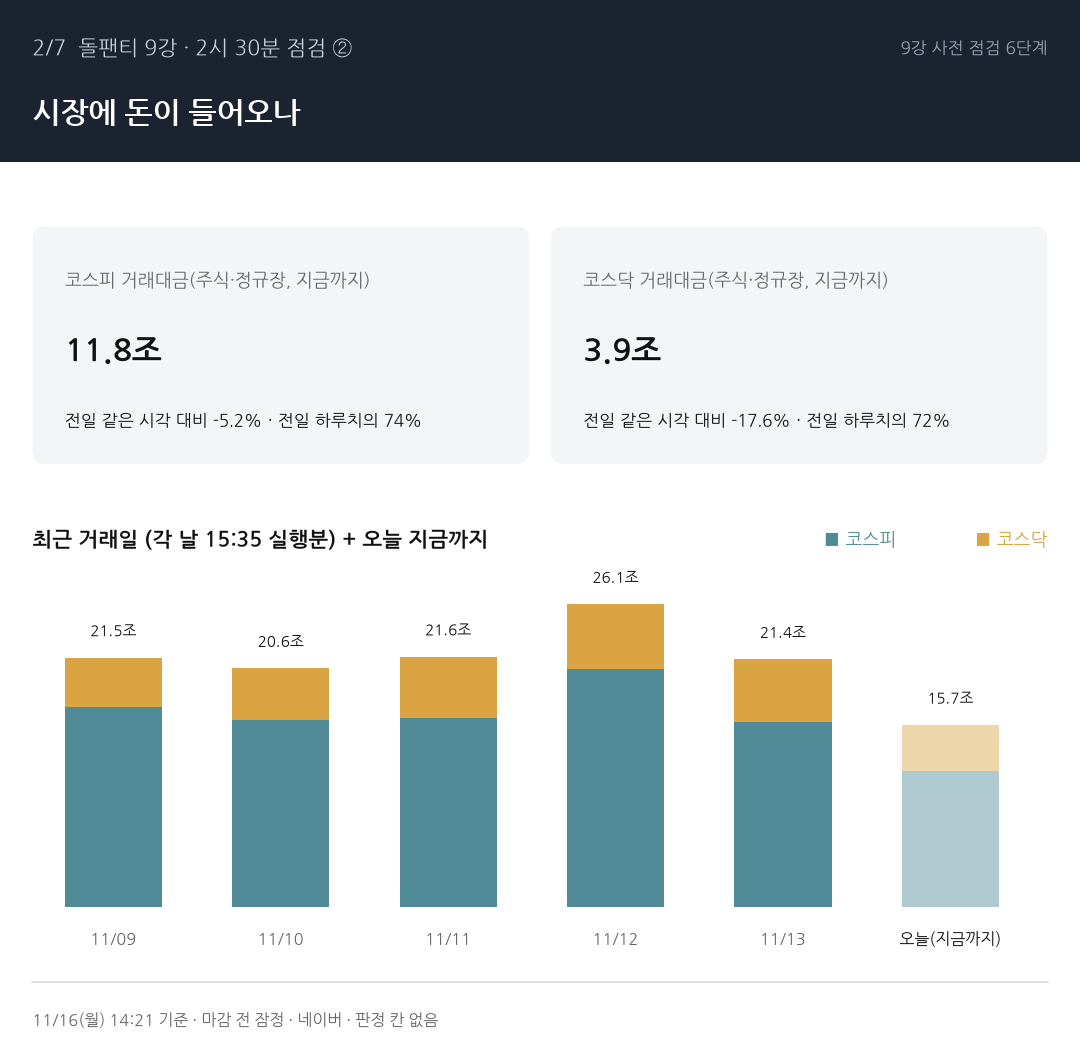 2/7 돌팬티 9강 · 2시 30분 점검 ②
9강 사전 점검 6단계
시장에 돈이 들어오나
코스피 거래대금(주식·정규장, 지금까지)
11.8조
전일 같은 시각 대비 -5.2% · 전일 하루치의 74%
코스닥 거래대금(주식·정규장, 지금까지)
3.9조
전일 같은 시각 대비 -17.6% · 전일 하루치의 72%
최근 거래일 (각 날 15:35 실행분) + 오늘 지금까지
■ 코스피
■ 코스닥
21.5조
20.6조
21.6조
26.1조
21.4조
15.7조
11/09
11/10
11/11
11/12
11/13
오늘(지금까지)
11/16(월) 14:21 기준 · 마감 전 잠정 · 네이버 · 판정 칸 없음